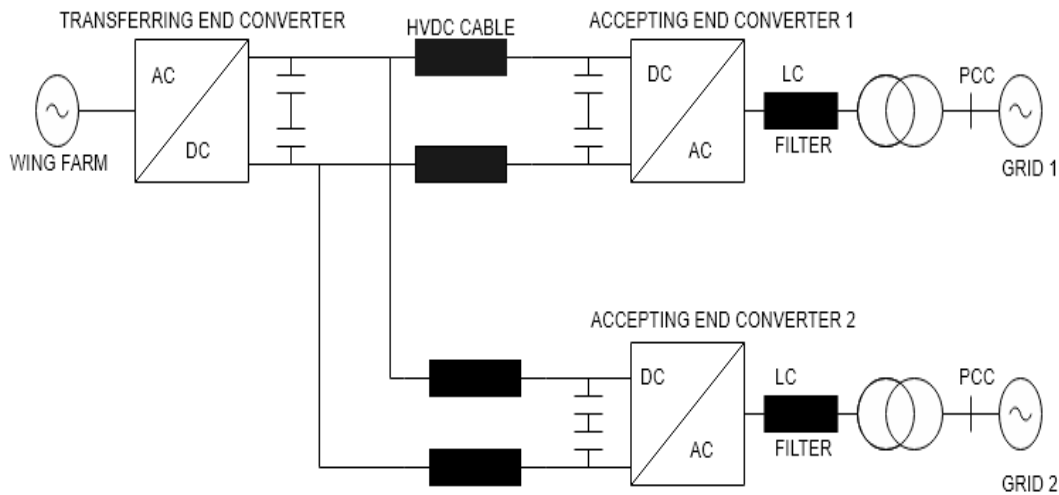 TRANSFERRING END CONVERTER
HVDC CABLE
ACCEPTING END CONVERTER 1
AC
DC
DC
AC
LC
FILTER
PCC
WING FARM
GRID 1
ACCEPTING END CONVERTER 2
DC
AC
LC
FILTER
PCC
GRID 2